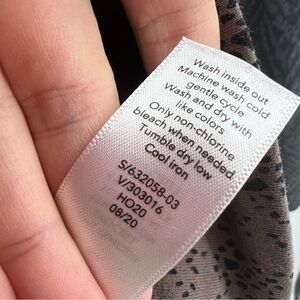 Wash inside out
Machine wash cold
gentle cycle
Wash and dry with
like colors
Only non-chlorine
bleach when needed
Tumble dry low
Cool Iron
S/632058-03
V/303016
HO20
08/20